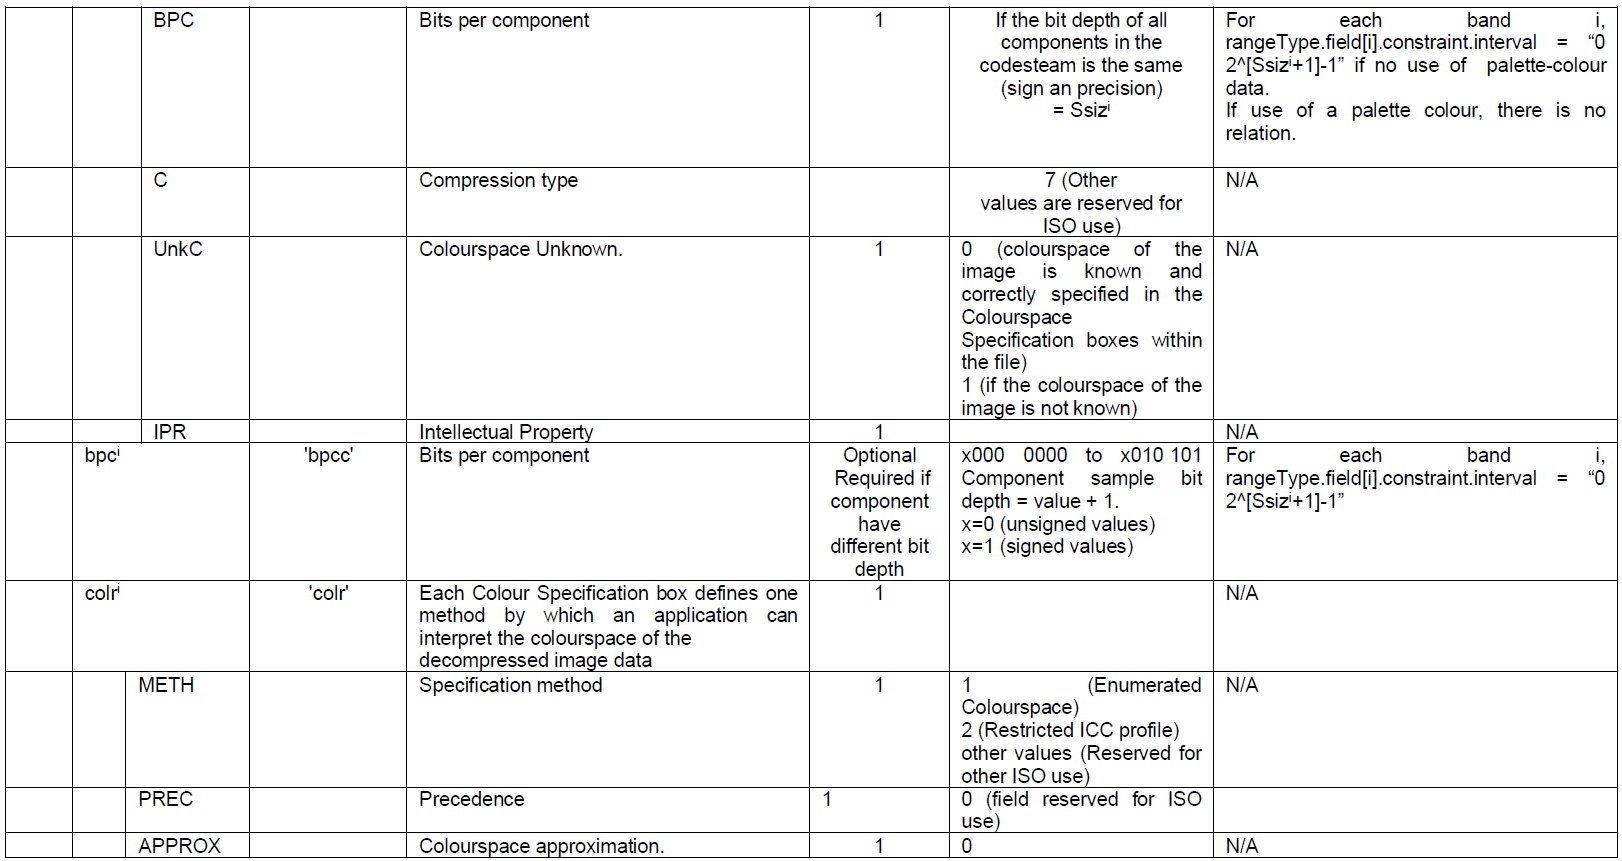 BPC Bits per component 1 If the bit depth of all For each band i,
components in the rangeType.field[i].constraint.interval = “0
codesteam is the same 2^[Ssizⁱ+1]-1” if no use of palette-colour
(sign an precision) data.
= Ssizⁱ If use of a palette colour, there is no
relation.
C Compression type 7 (Other N/A
values are reserved for
ISO use)
UnkC Colourspace Unknown. 1 0 (colourspace of the N/A
image is known and
correctly specified in the
Colourspace
Specification boxes within
the file)
1 (if the colourspace of the
image is not known)
IPR Intellectual Property 1 N/A
bpcⁱ 'bpcc' Bits per component Optional x000 0000 to x010 101 For each band i,
Required if Component sample bit rangeType.field[i].constraint.interval = “0
component depth = value + 1. 2^[Ssizⁱ+1]-1”
have x=0 (unsigned values)
different bit x=1 (signed values)
depth
colrⁱ 'colr' Each Colour Specification box defines one 1 N/A
method by which an application can
interpret the colourspace of the
decompressed image data
METH Specification method 1 1 (Enumerated N/A
Colourspace)
2 (Restricted ICC profile)
other values (Reserved for
other ISO use)
PREC Precedence 1 0 (field reserved for ISO
use)
APPROX Colourspace approximation. 1 0 N/A